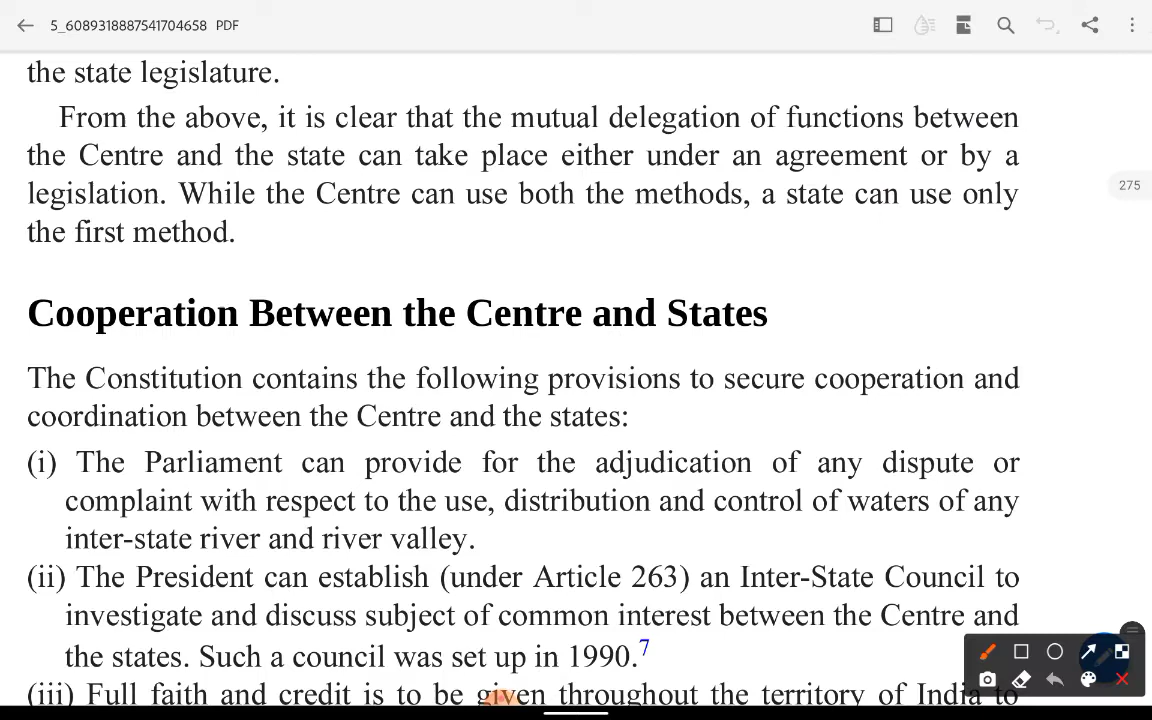 5_6089318887541704658 PDF
the state legislature.
From the above, it is clear that the mutual delegation of functions between
the Centre and the state can take place either under an agreement or by a
legislation. While the Centre can use both the methods, a state can use only
the first method.
275
Cooperation Between the Centre and States
The Constitution contains the following provisions to secure cooperation and
coordination between the Centre and the states:
(i) The Parliament can provide for the adjudication of any dispute or
complaint with respect to the use, distribution and control of waters of any
inter-state river and river valley.
(ii) The President can establish (under Article 263) an Inter-State Council to
investigate and discuss subject of common interest between the Centre and
the states. Such a council was set up in 1990.7
(iii) Full faith and credit is to be given throughout the territory of India to